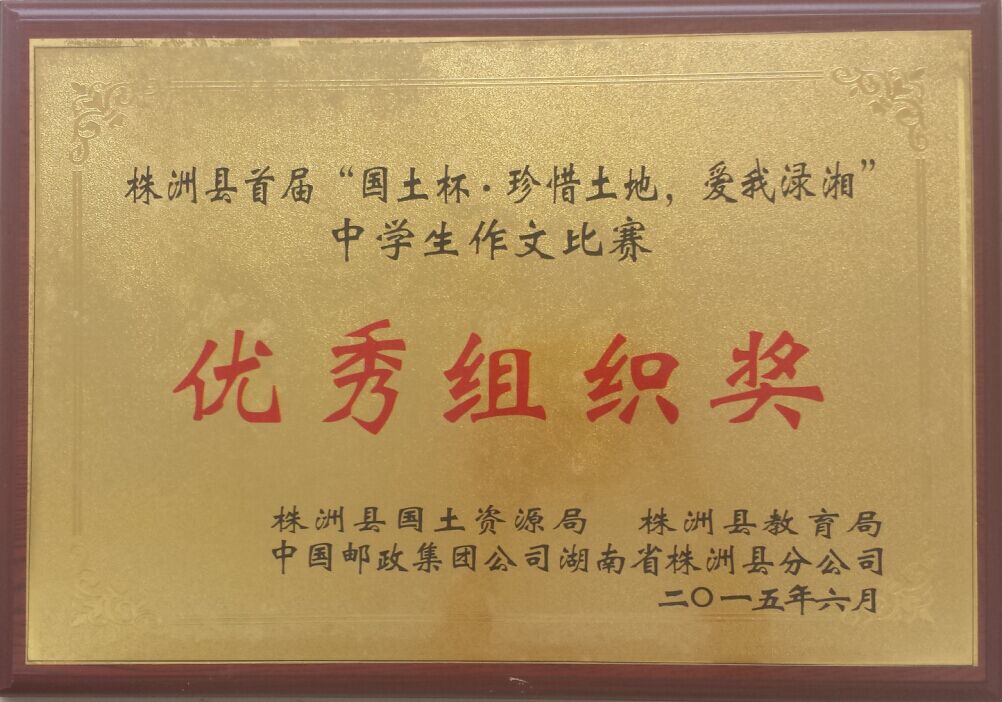 株洲县首届“国土杯·珍惜土地，爱我渌湘”
中学生作文比赛
优秀组织奖
株洲县国土资源局 株洲县教育局
中国邮政集团公司湖南省株洲县分公司
二〇一五年六月